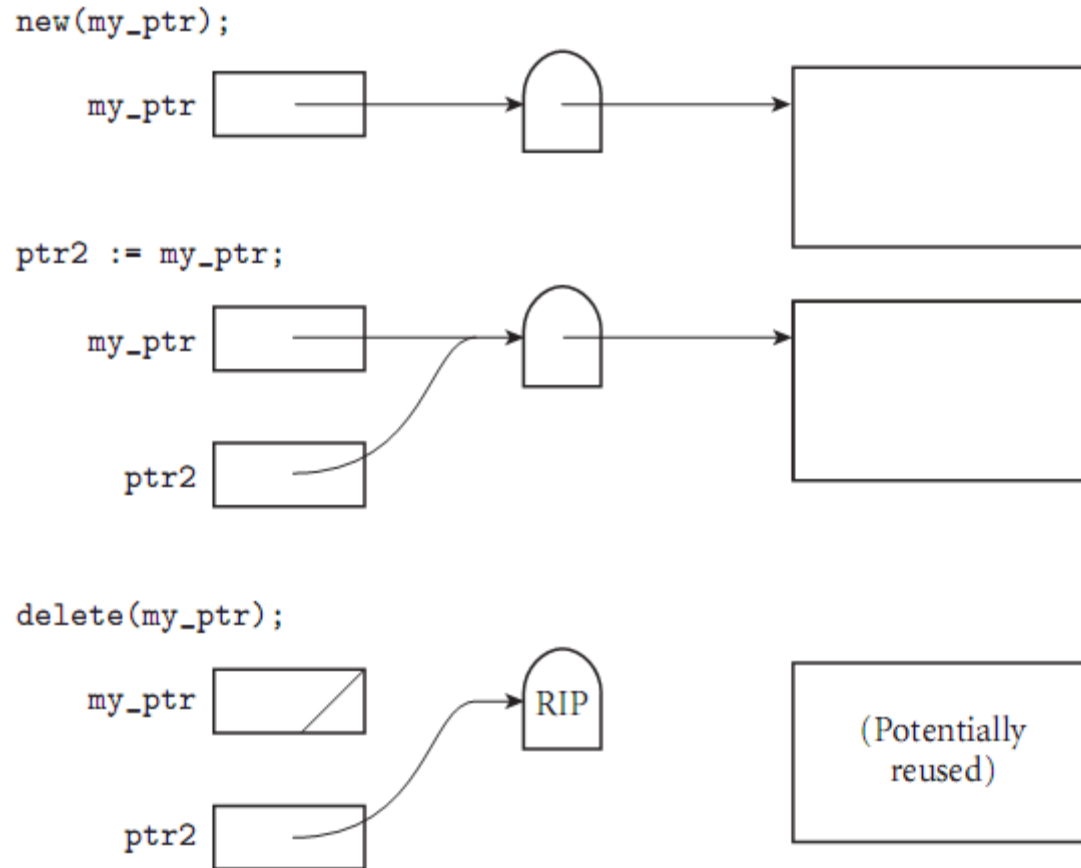 new(my_ptr);
my_ptr
ptr2 := my_ptr;
my_ptr
ptr2
delete(my_ptr);
my_ptr
RIP
(Potentially
reused)
ptr2